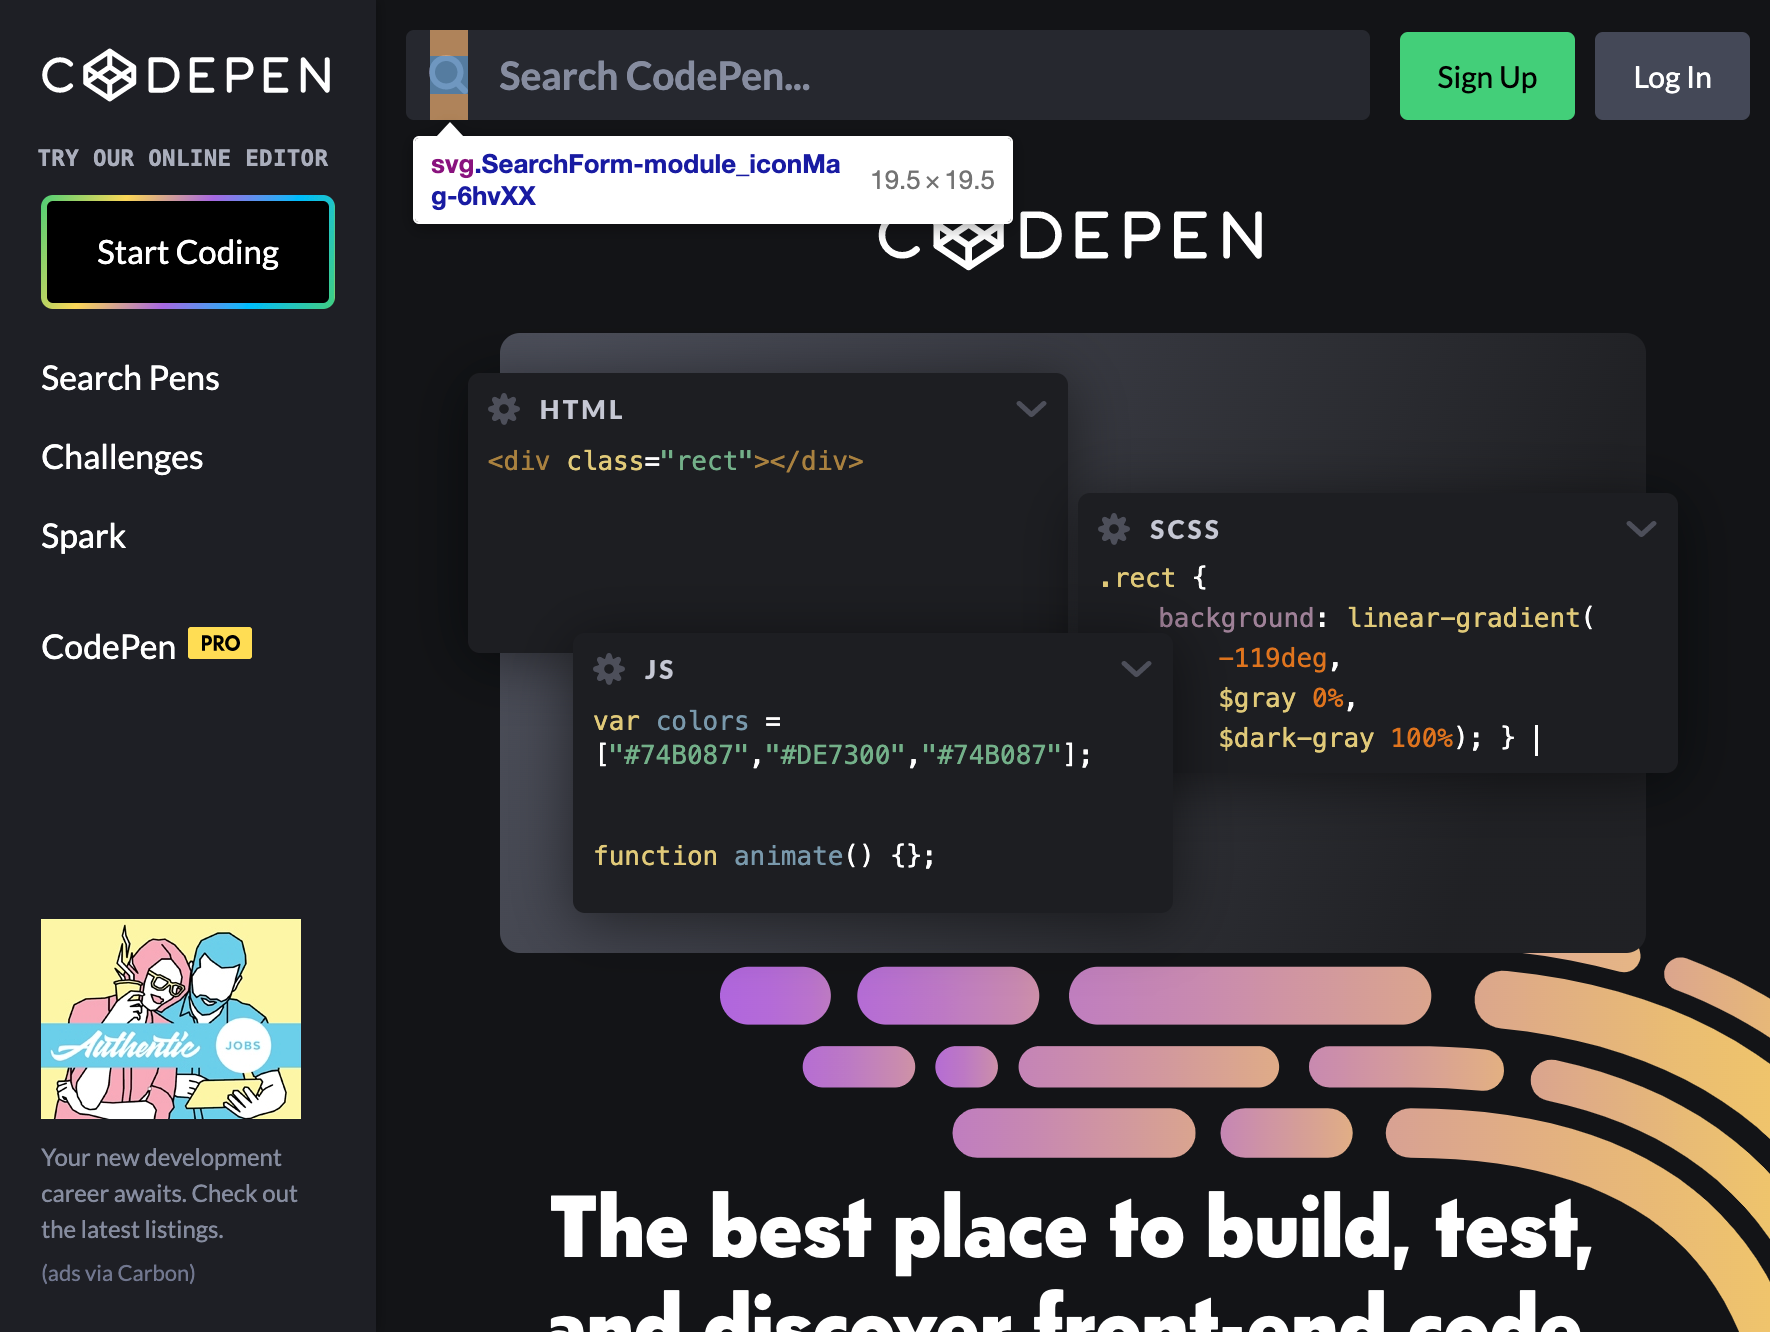 CODEPEN
TRY OUR ONLINE EDITOR
Start Coding
Search Pens
Challenges
Spark
CodePen PRO
Authentic JOBS
Your new development
career awaits. Check out
the latest listings.
(ads via Carbon)
Search CodePen...
Sign Up
Log In
svg.SearchForm-module_iconMa
g-6hvXX
19.5 × 19.5
CODEPEN
HTML
<div class="rect"></div>
SCSS
.rect {
background: linear-gradient(
-119deg,
$gray 0%,
$dark-gray 100%); } |
JS
var colors =
["#74B087","#DE7300","#74B087"];
function animate() {};
The best place to build, test,
and discover front-end code.